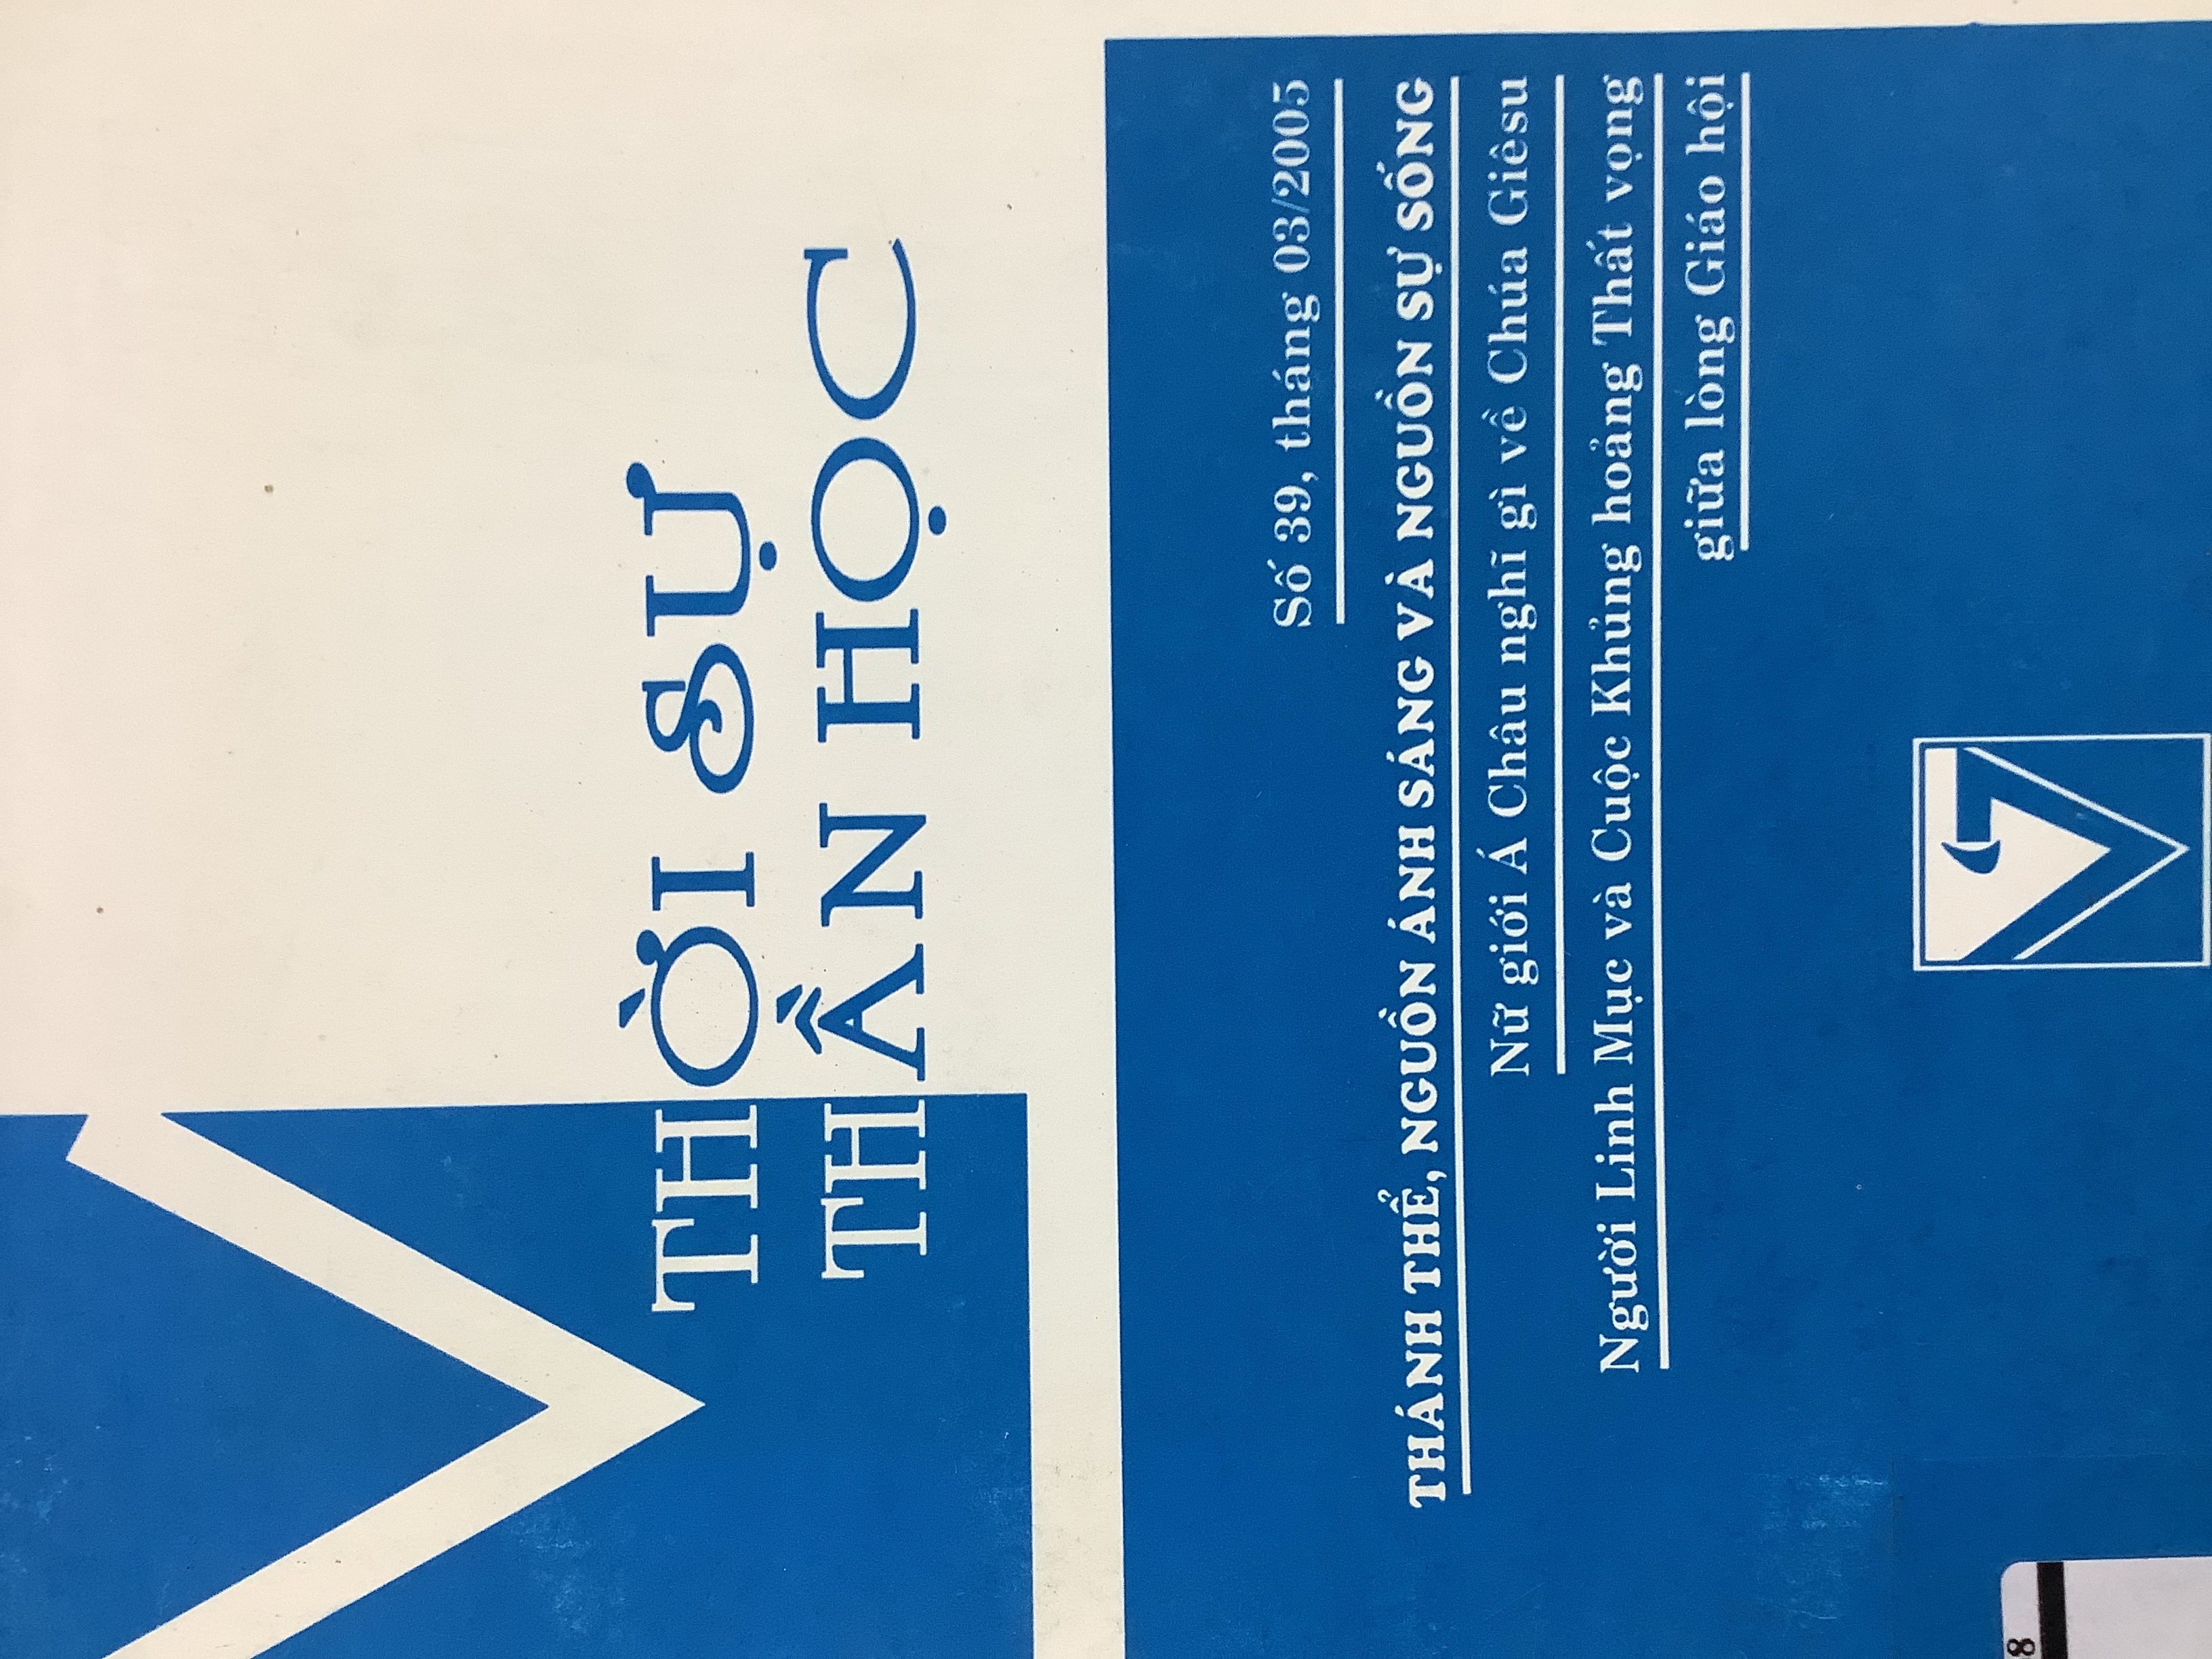 THỜI SỰ
THẦN HỌC
Số 39, tháng 03/2005
THÁNH THỂ, NGUỒN ÁNH SÁNG VÀ NGUỒN SỰ SỐNG
Nữ giới Á Châu nghĩ gì về Chúa Giêsu
Người Linh Mục và Cuộc Khủng hoảng Thất vọng
giữa lòng Giáo hội
8